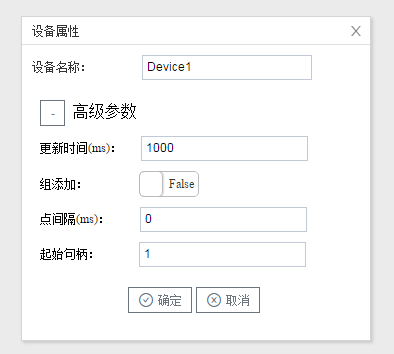 设备属性
设备名称： Device1
- 高级参数
更新时间(ms)： 1000
组添加： False
点间隔(ms)： 0
起始句柄： 1
确定 取消